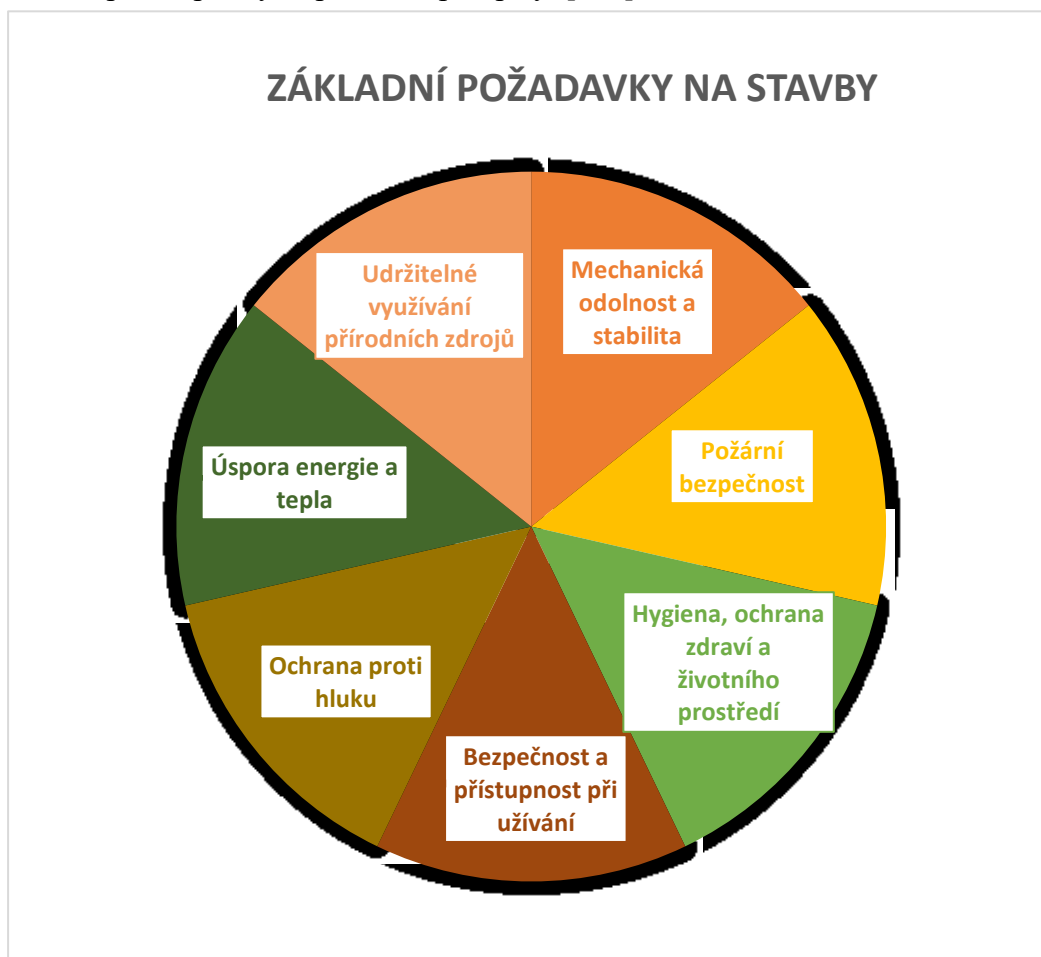 ZÁKLADNÍ POŽADAVKY NA STAVBY
Mechanická
odolnost a
stabilita
Požární
bezpečnost
Hygiena, ochrana
zdraví a
životního
prostředí
Bezpečnost a
přístupnost při
užívání
Ochrana proti
hluku
Úspora energie a
tepla
Udržitelné
využívání
přírodních zdrojů